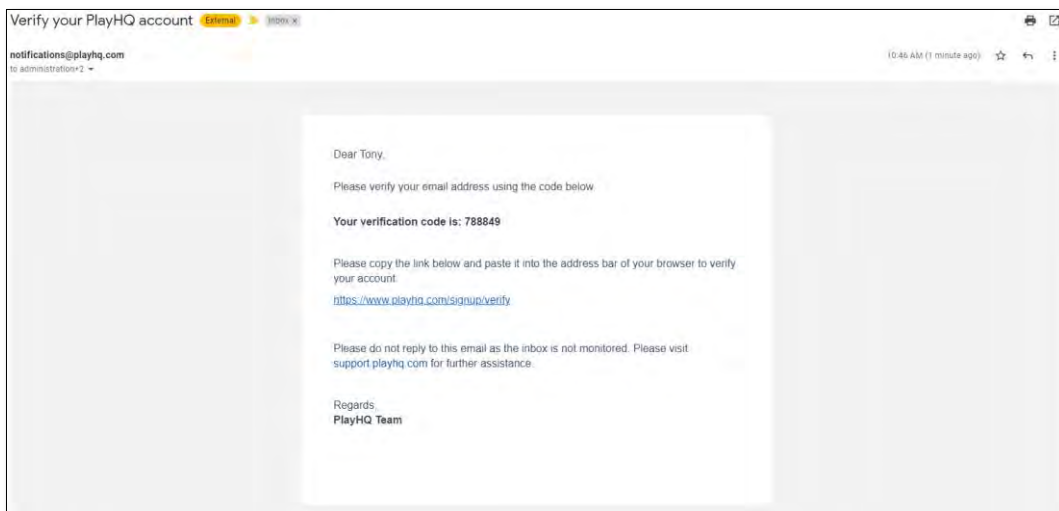 Verify your PlayHQ account External Inbox x
notifications@playhq.com
to administration+2
10:46 AM (1 minute ago)
Dear Tony,
Please verify your email address using the code below
Your verification code is: 788849
Please copy the link below and paste it into the address bar of your browser to verify
your account
https://www.playhq.com/signup/verify
Please do not reply to this email as the inbox is not monitored. Please visit
support.playhq.com for further assistance.
Regards,
PlayHQ Team